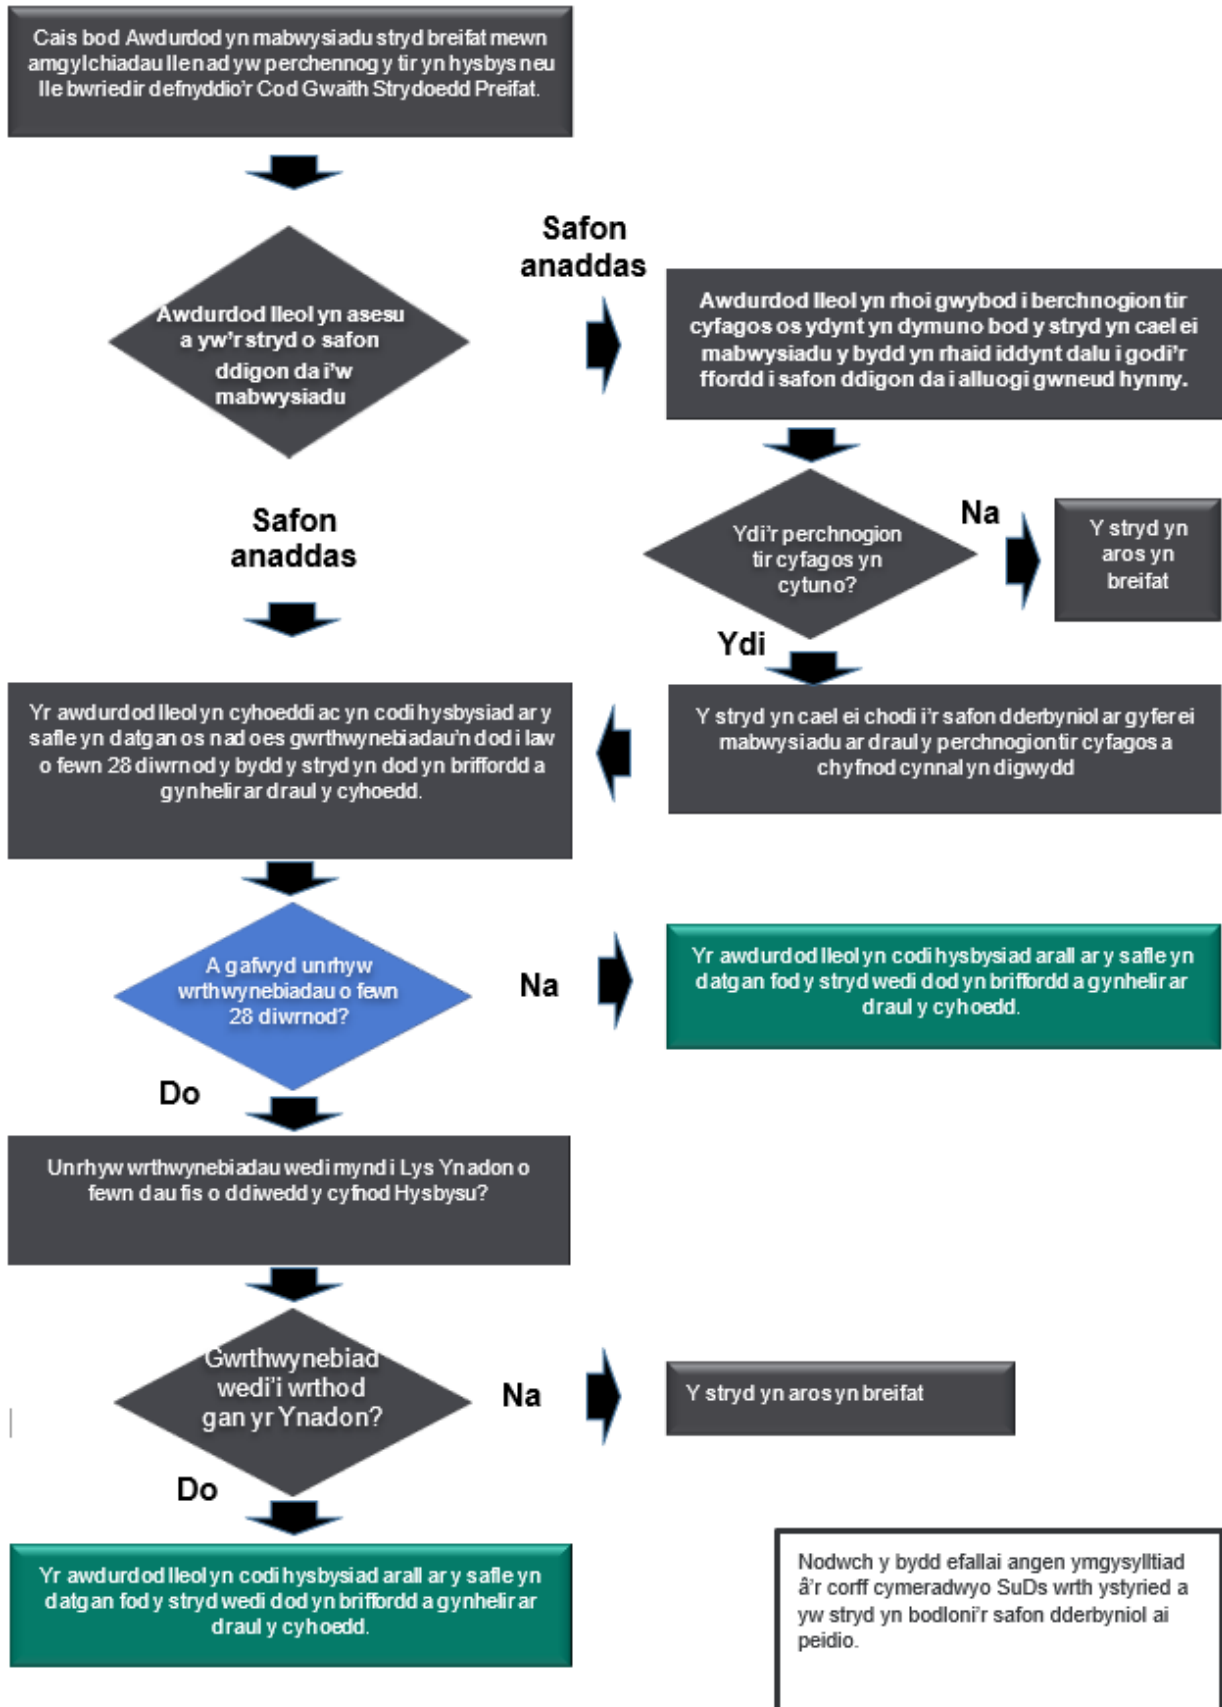 Cais bod Awdurdod yn mabwysiadu stryd breifat mewn
amgylchiadau lle nad yw perchennog y tir yn hysbys neu
lle bwriedir defnyddio'r Cod Gwaith Strydoedd Preifat.
Safon
anaddas
Awdurdod lleol yn asesu
a yw'r stryd o safon
ddigon da i'w
mabwysiadu
Awdurdod lleol yn rhoi gwybod i berchnogion tir
cyfagos os ydynt yn dymuno bod y stryd yn cael ei
mabwysiadu y bydd yn rhaid iddynt dalu i godi'r
ffordd i safon ddigon da i alluogi gwneud hynny.
Safon
anaddas
Ydi'r perchnogion
tir cyfagos yn
cytuno?
Na
Y stryd yn
aros yn
breifat
Ydi
Yr awdurdod lleol yn cyhoeddi ac yn codi hysbysiad ar y
safle yn datgan os nad oes gwrthwynebiadau'n dod i law
o fewn 28 diwrnod y bydd y stryd yn dod yn briffordd a
gynhelir ar draul y cyhoedd.
Y stryd yn cael ei chodi i'r safon dderbyniol ar gyfer ei
mabwysiadu ar draul y perchnogion tir cyfagos a
chyfnod cynnal yn digwydd
A gafwyd unrhyw
wrthwynebiadau o fewn
28 diwrnod?
Na
Yr awdurdod lleol yn codi hysbysiad arall ar y safle yn
datgan fod y stryd wedi dod yn briffordd a gynhelir ar
draul y cyhoedd.
Do
Unrhyw wrthwynebiadau wedi mynd i Lys Ynadon o
fewn dau fis o ddiwedd y cyfnod Hysbysu?
Gwrthwynebiad
wedi'i wrthod
gan yr Ynadon?
Na
Y stryd yn aros yn breifat
Do
Yr awdurdod lleol yn codi hysbysiad arall ar y safle yn
datgan fod y stryd wedi dod yn briffordd a gynhelir ar
draul y cyhoedd.
Nodwch y bydd efallai angen ymgysylltiad
â'r corff cymeradwyo SuDs wrth ystyried a
yw stryd yn bodloni'r safon dderbyniol ai
peidio.